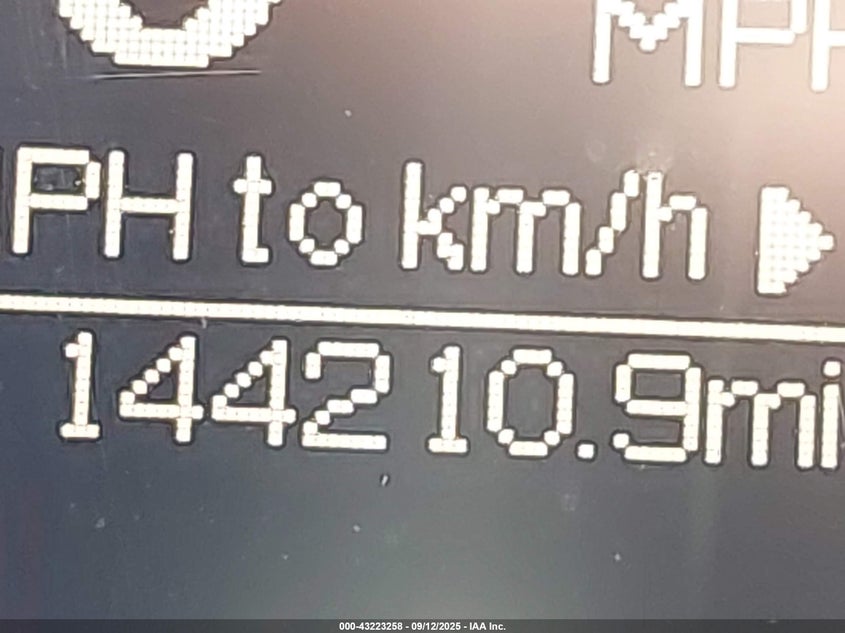 MPH
PH to km/h
144210.9mi
000-43223258 - 09/12/2025 - IAA Inc.